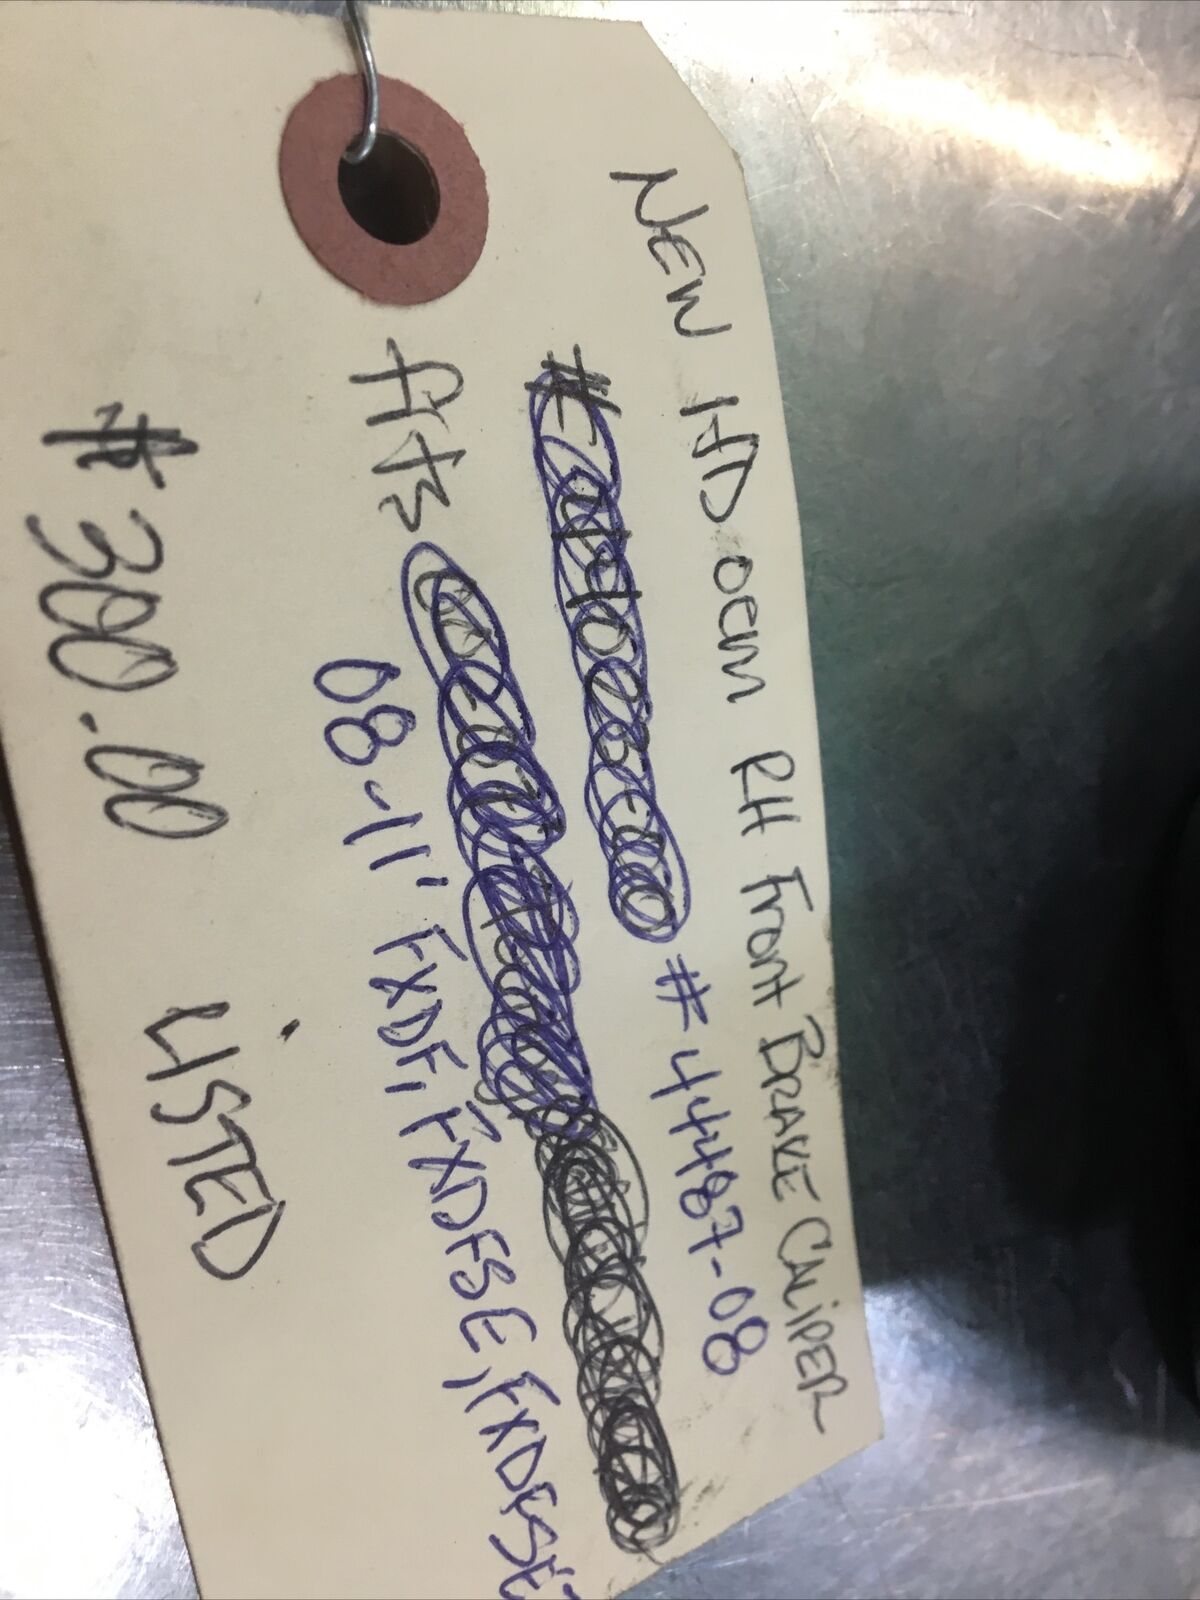 NEW HD OEM RH Front BRAKE CALIPER
# #44487-08
fits
08-11' FXDF, FXDFSE, FXDFSE
$300.00 LISTED